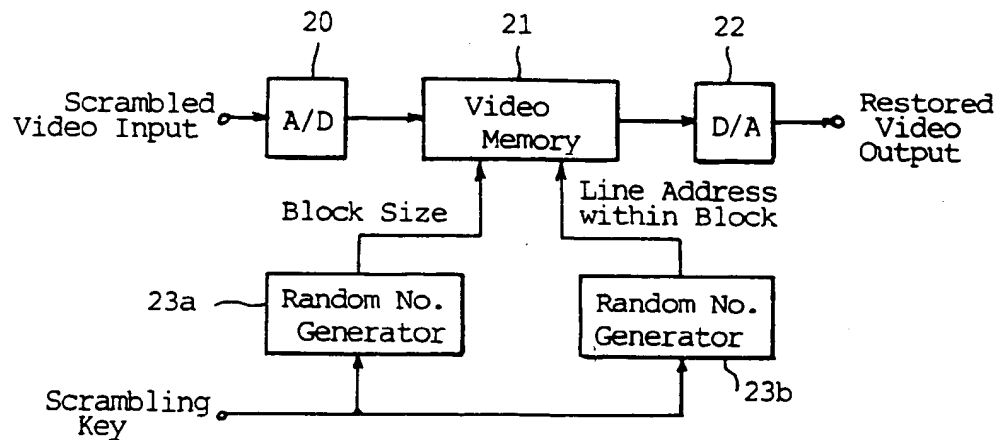 20
21
22
Scrambled
Video Input
A/D
Video
Memory
D/A
Restored
Video
Output
Block Size
Line Address
within Block
23a
Random No.
Generator
Random No.
Generator
23b
Scrambling
Key